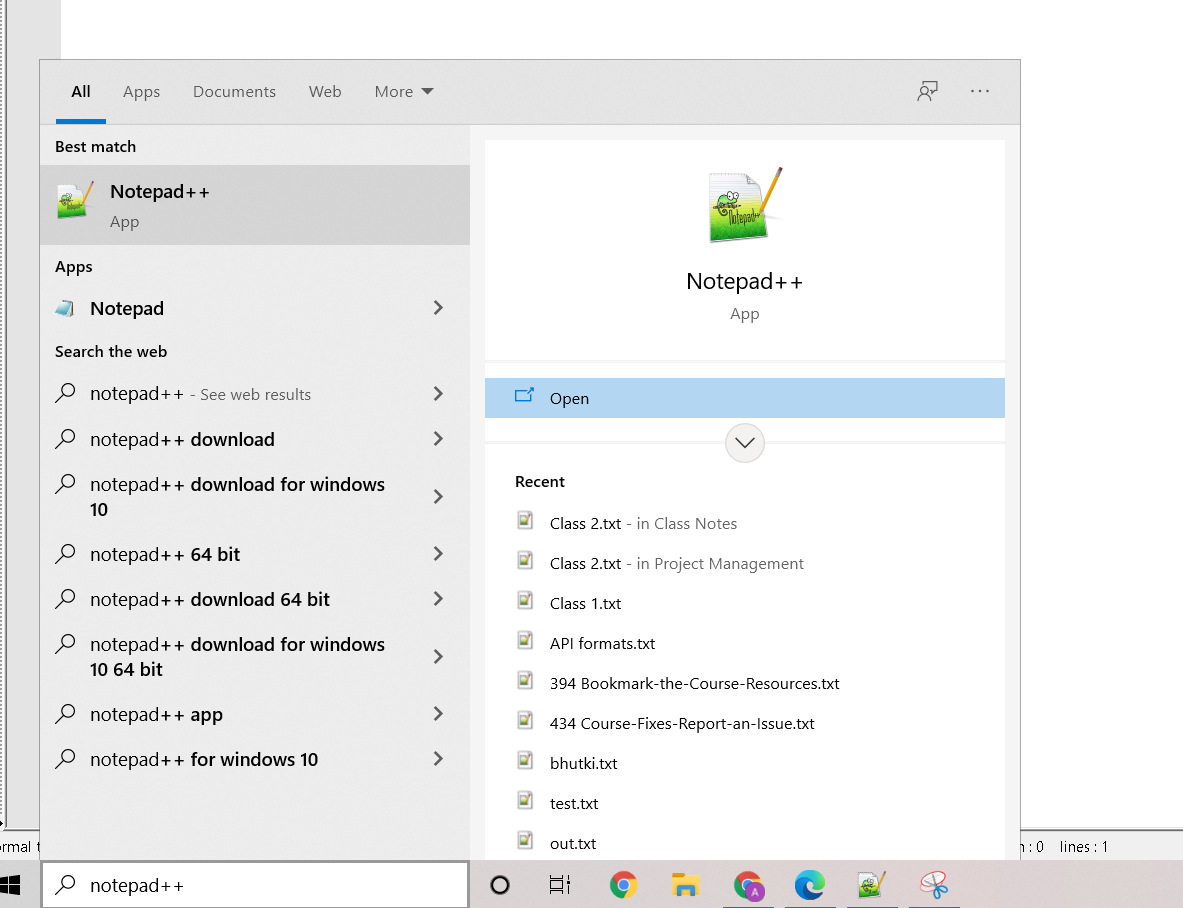 All Apps Documents Web More
Best match
Notepad++
App
Apps
Notepad
Search the web
notepad++ - See web results
notepad++ download
notepad++ download for windows
10
notepad++ 64 bit
notepad++ download 64 bit
notepad++ download for windows
10 64 bit
notepad++ app
notepad++ for windows 10
Notepad++
Notepad++
App
Open
Recent
Class 2.txt - in Class Notes
Class 2.txt - in Project Management
Class 1.txt
API formats.txt
394 Bookmark-the-Course-Resources.txt
434 Course-Fixes-Report-an-Issue.txt
bhutki.txt
test.txt
out.txt
: 0 lines : 1
notepad++
A